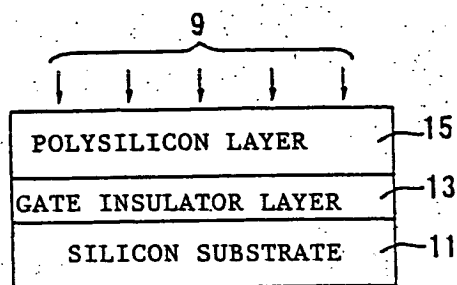 9
POLYSILICON LAYER 15
GATE INSULATOR LAYER 13
SILICON SUBSTRATE 11